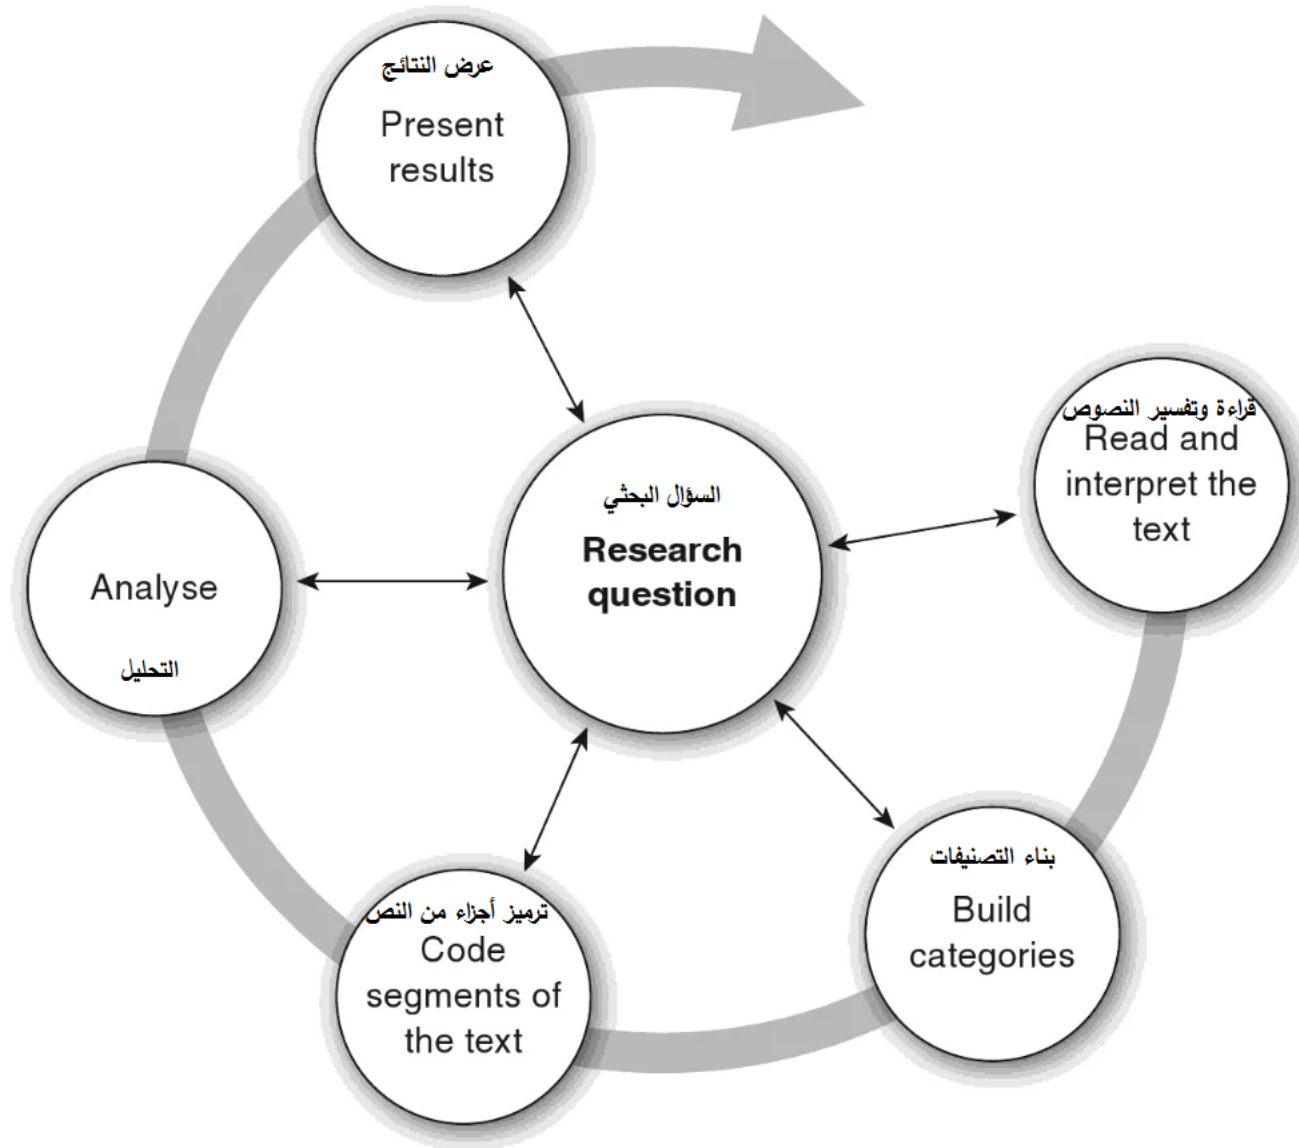 عرض النتائج
Present
results
قراءة وتفسير النصوص
Read and
interpret the
text
السؤال البحثي
Research
question
Analyse
التحليل
بناء التصنيفات
Build
categories
ترميز أجزاء من النص
Code
segments of
the text